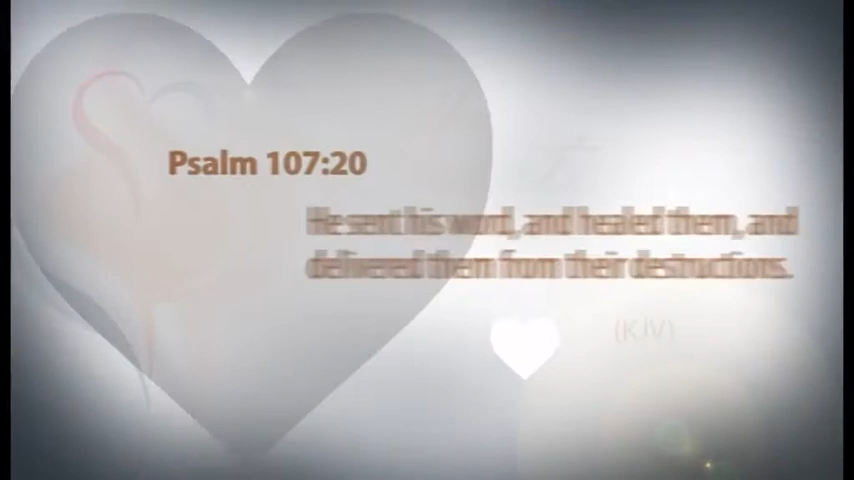 Psalm 107:20
He sent his word, and healed them, and
delivered them from their destructions.
(KJV)